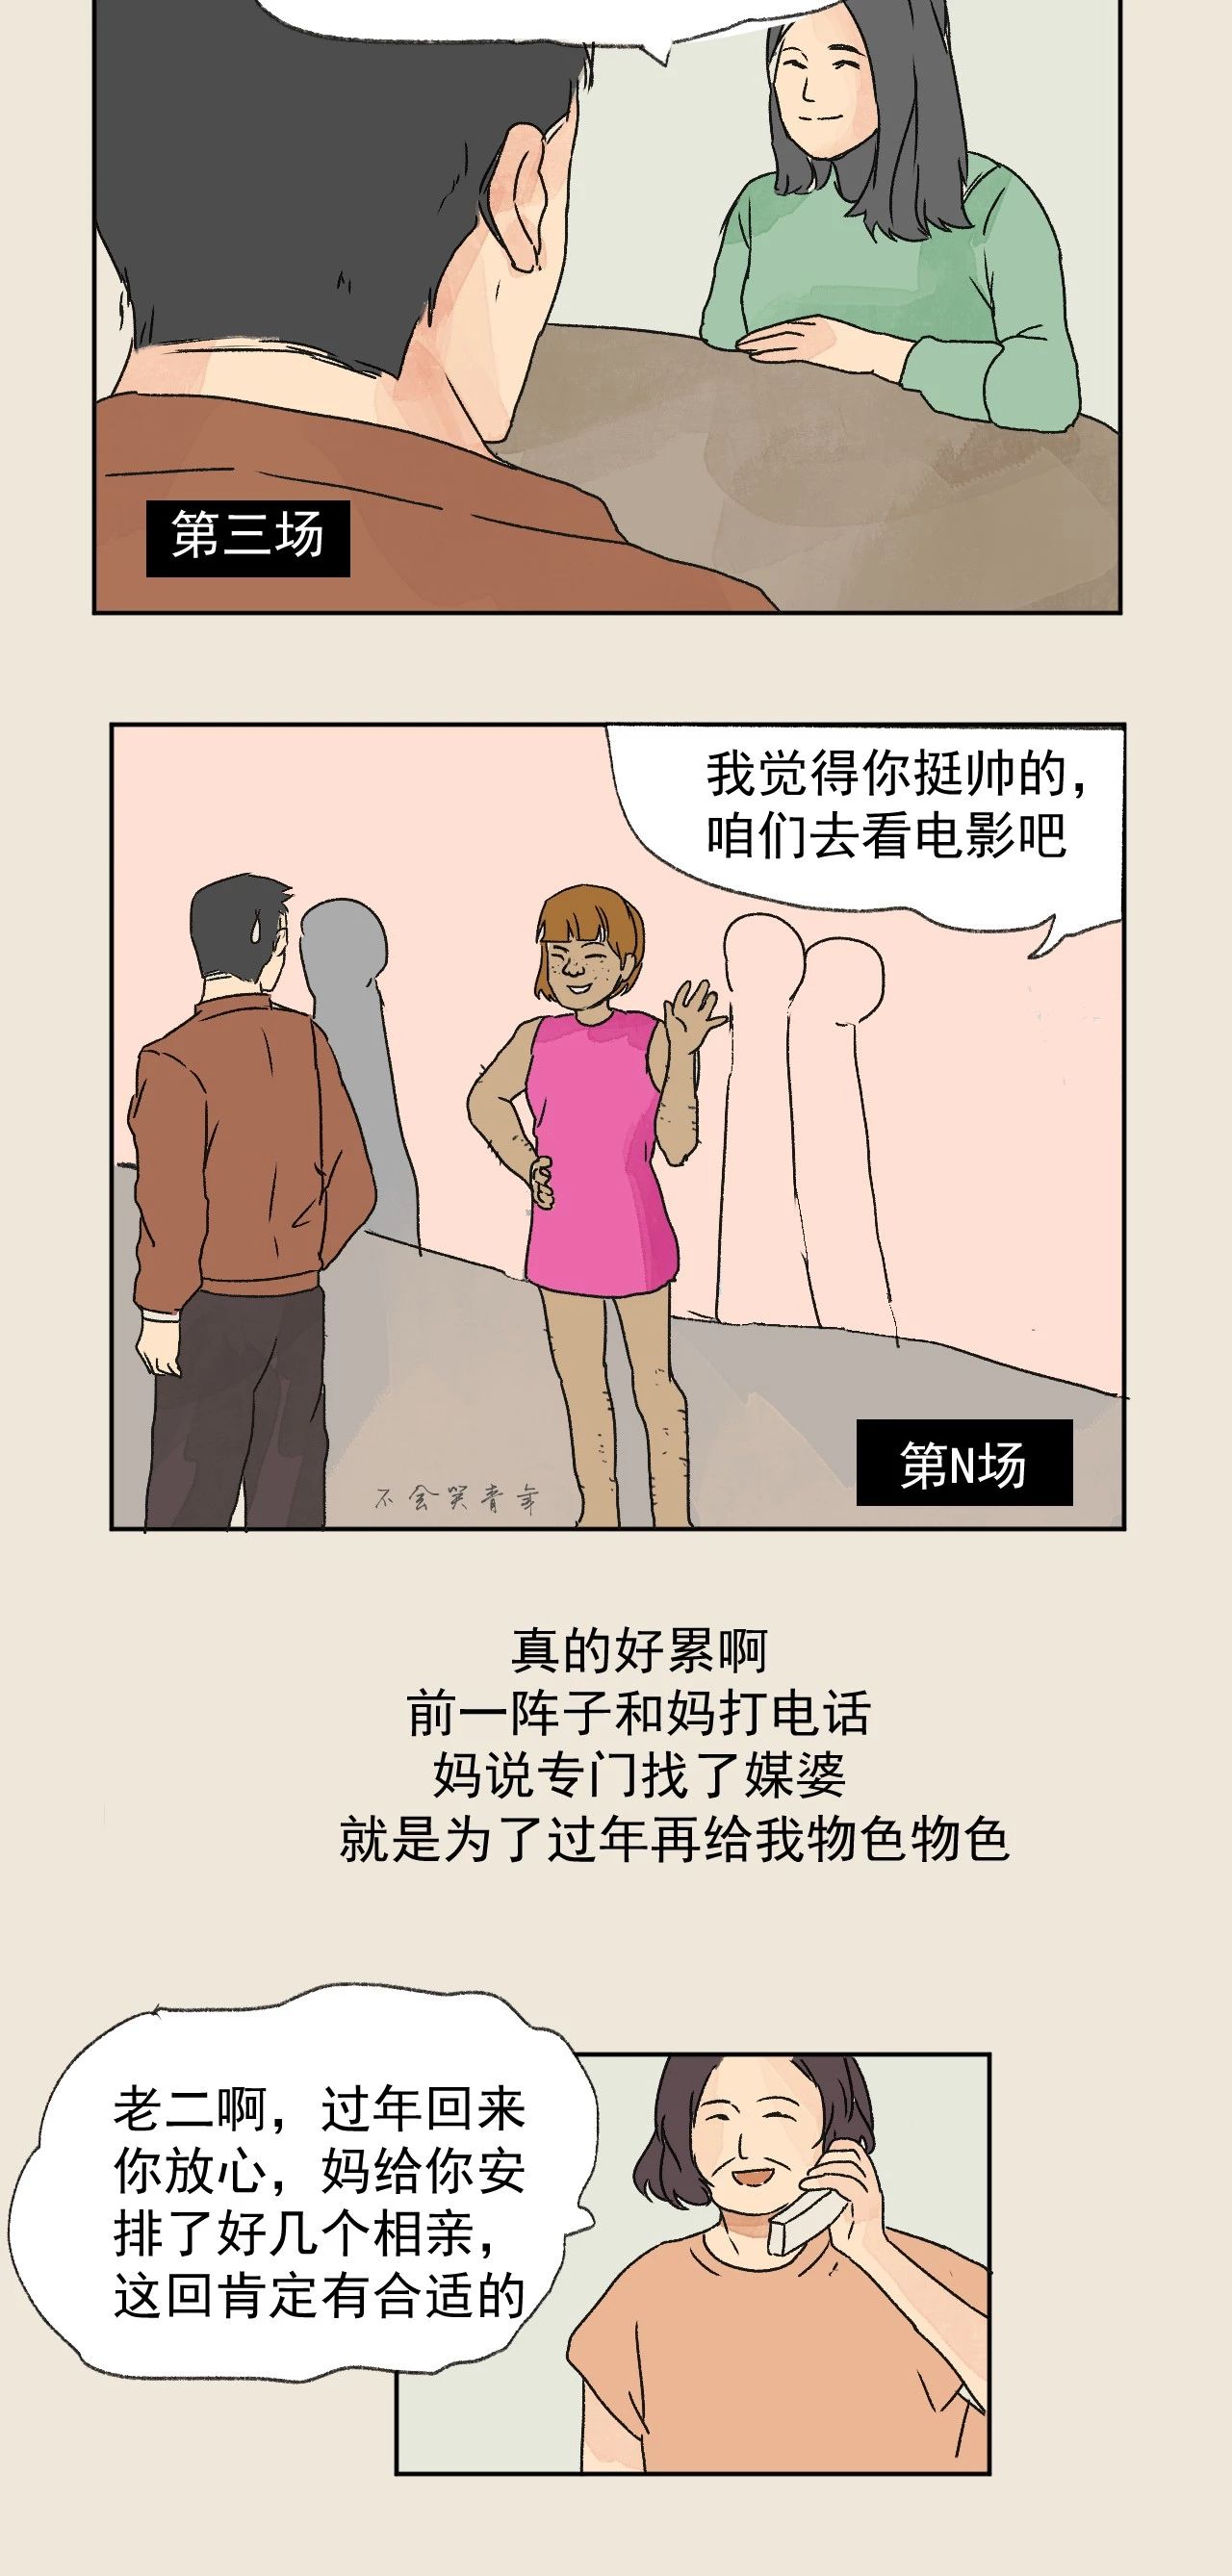 第三场
我觉得你挺帅的，
咱们去看电影吧
第N场
不会哭青年
真的好累啊
前一阵子和妈打电话
妈说专门找了媒婆
就是为了过年再给我物色物色
老二啊，过年回来
你放心，妈给你安
排了好几个相亲，
这回肯定有合适的